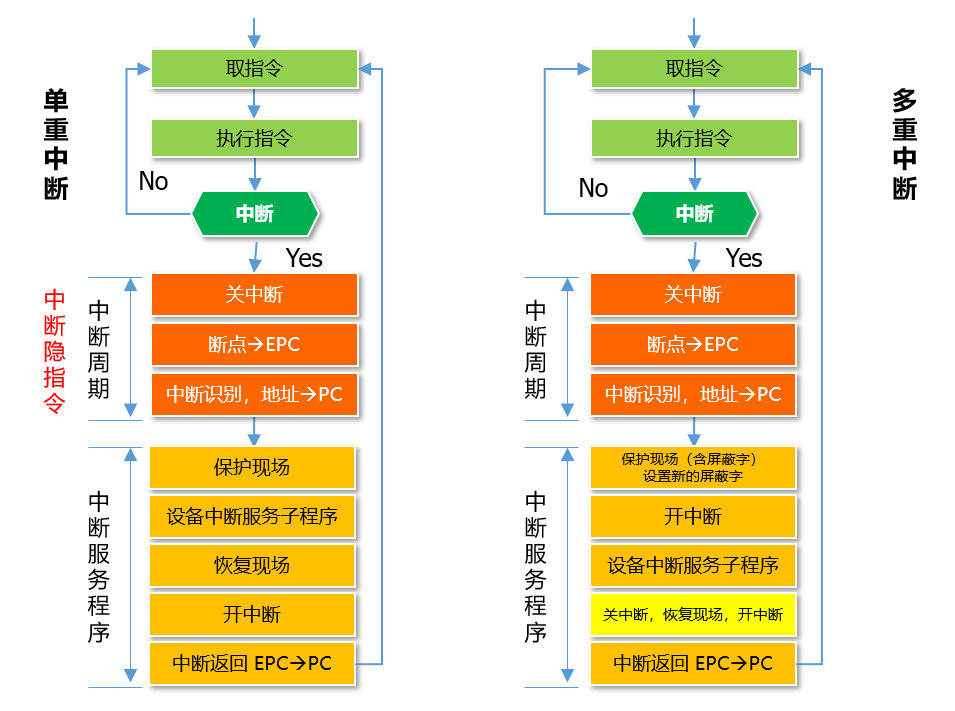 单重中断
取指令
执行指令
No
中断
Yes
中断隐指令
中断周期
关中断
断点→EPC
中断识别，地址→PC
中断服务程序
保护现场
设备中断服务子程序
恢复现场
开中断
中断返回 EPC→PC
多重中断
取指令
执行指令
No
中断
Yes
中断周期
关中断
断点→EPC
中断识别，地址→PC
中断服务程序
保护现场（含屏蔽字）
设置新的屏蔽字
开中断
设备中断服务子程序
关中断，恢复现场，开中断
中断返回 EPC→PC